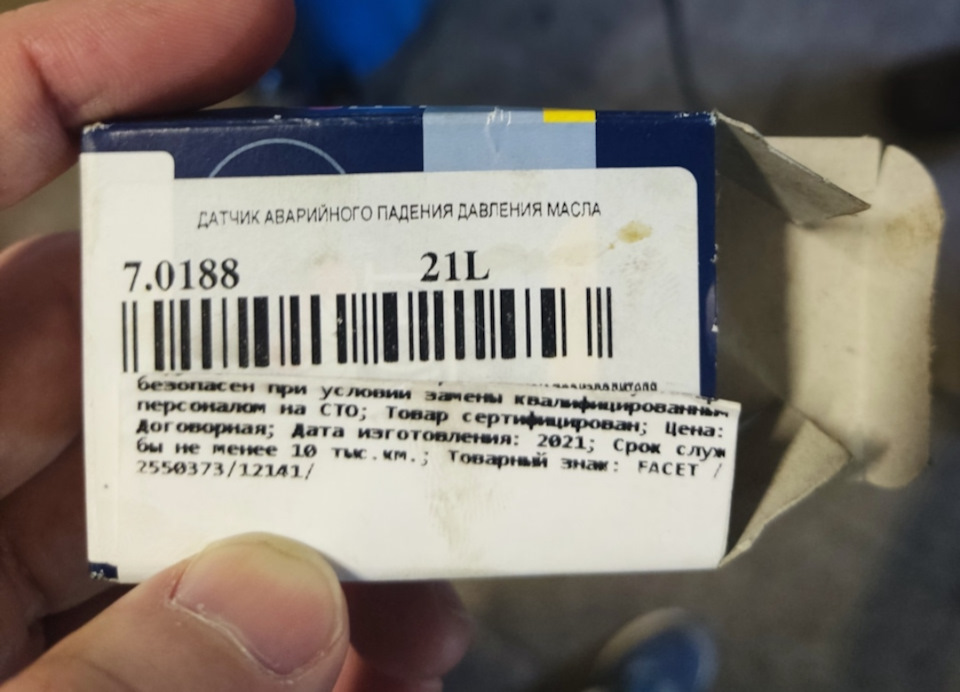 ДАТЧИК АВАРИЙНОГО ПАДЕНИЯ ДАВЛЕНИЯ МАСЛА
7.0188 21L
безопасен при условии замены квалифицированным
персоналом на СТО; Товар сертифицирован; Цена:
Договорная; Дата изготовления: 2021; Срок служ
бы не менее 10 тыс.км.; Товарный знак: FACET /
2550373/12141/